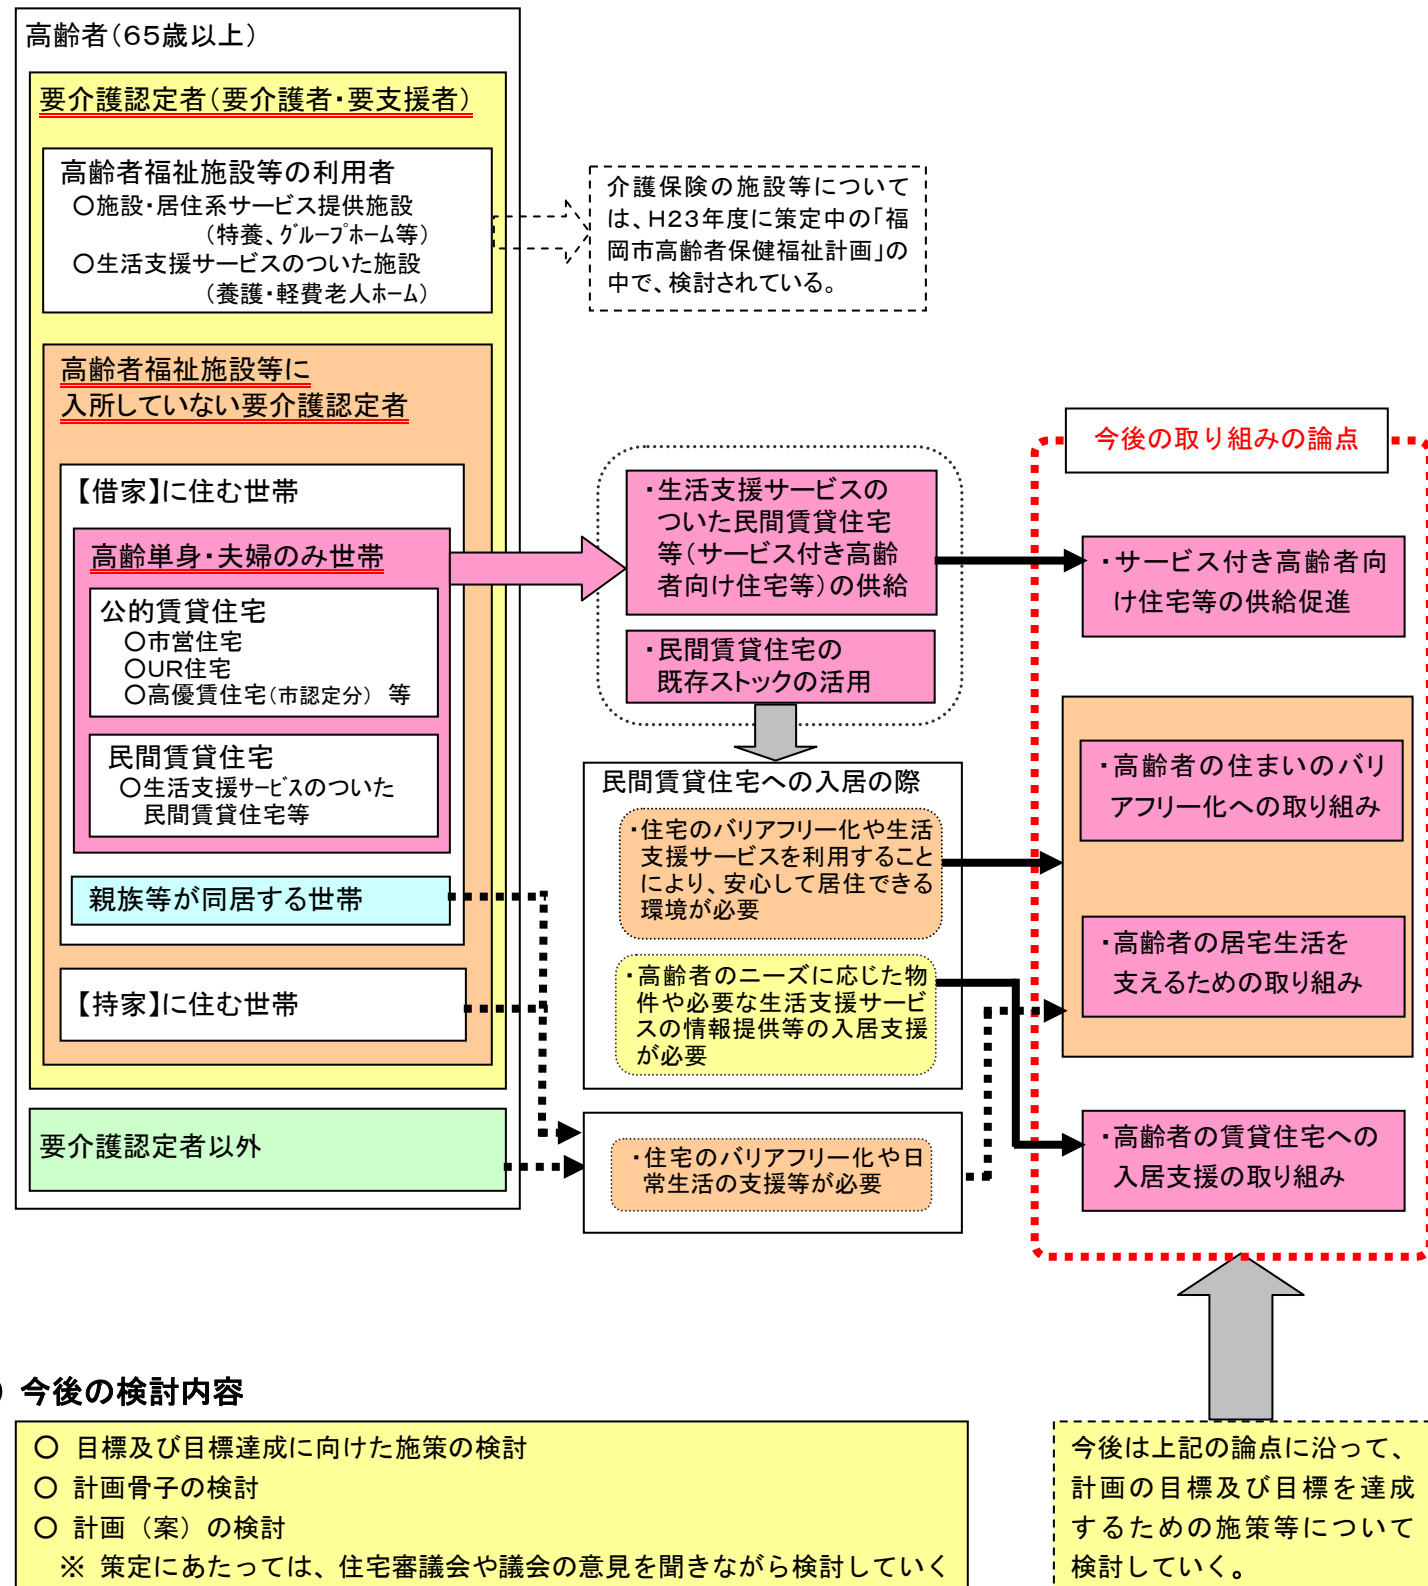 高齢者（65歳以上）
要介護認定者（要介護者・要支援者）
高齢者福祉施設等の利用者
○施設・居住系サービス提供施設
（特養、ｸﾞﾙｰﾌﾟﾎｰﾑ等）
○生活支援サービスのついた施設
（養護・軽費老人ﾎｰﾑ）
介護保険の施設等について
は、H23年度に策定中の「福
岡市高齢者保健福祉計画」の
中で、検討されている。
高齢者福祉施設等に
入所していない要介護認定者
【借家】に住む世帯
高齢単身・夫婦のみ世帯
公的賃貸住宅
○市営住宅
○UR住宅
○高優賃住宅（市認定分） 等
民間賃貸住宅
○生活支援ｻｰﾋﾞｽのついた
民間賃貸住宅等
親族等が同居する世帯
【持家】に住む世帯
要介護認定者以外
・生活支援サービスの
ついた民間賃貸住宅
等（サービス付き高齢
者向け住宅等）の供給
・民間賃貸住宅の
既存ストックの活用
民間賃貸住宅への入居の際
・住宅のバリアフリー化や生活
支援サービスを利用すること
により、安心して居住できる
環境が必要
・高齢者のニーズに応じた物
件や必要な生活支援サービ
スの情報提供等の入居支援
が必要
・住宅のバリアフリー化や日
常生活の支援等が必要
今後の取り組みの論点
・サービス付き高齢者向
け住宅等の供給促進
・高齢者の住まいのバリ
アフリー化への取り組み
・高齢者の居宅生活を
支えるための取り組み
・高齢者の賃貸住宅への
入居支援の取り組み
今後の検討内容
○ 目標及び目標達成に向けた施策の検討
○ 計画骨子の検討
○ 計画（案）の検討
※ 策定にあたっては、住宅審議会や議会の意見を聞きながら検討していく
今後は上記の論点に沿って、
計画の目標及び目標を達成
するための施策等について
検討していく。